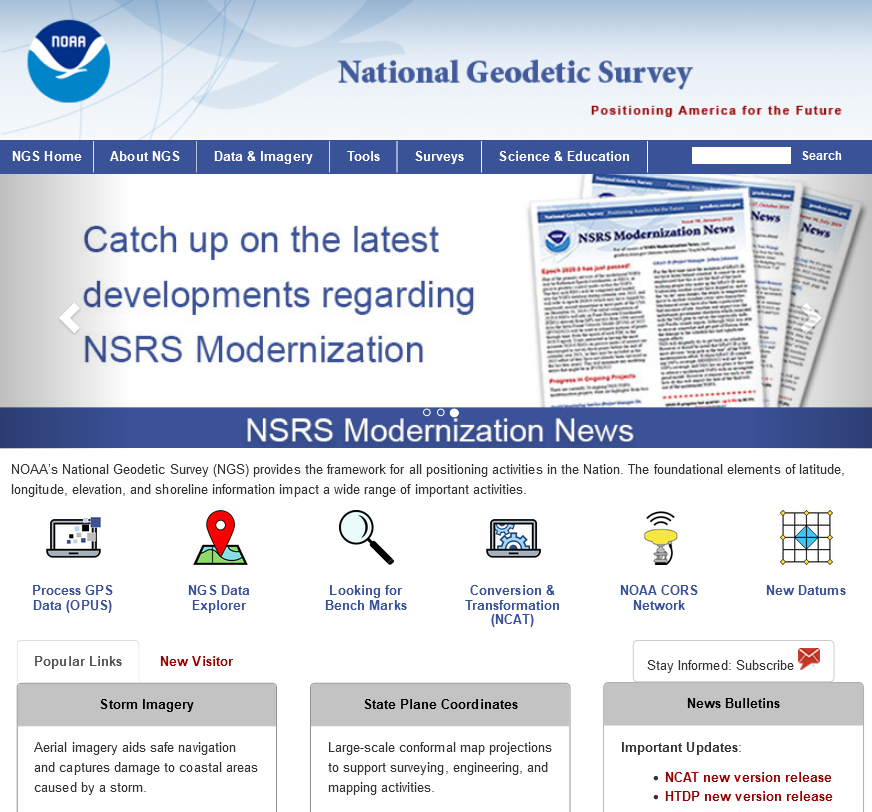 NOAA
National Geodetic Survey
Positioning America for the Future
NGS Home
About NGS
Data & Imagery
Tools
Surveys
Science & Education
Search
Catch up on the latest
developments regarding
NSRS Modernization
NSRS Modernization News
News
News
Epoch 2020.0 has just passed!
Progress in Ongoing Projects
NSRS Modernization News
NOAA's National Geodetic Survey (NGS) provides the framework for all positioning activities in the Nation. The foundational elements of latitude,
longitude, elevation, and shoreline information impact a wide range of important activities.
Process GPS
Data (OPUS)
NGS Data
Explorer
Looking for
Bench Marks
Conversion &
Transformation
(NCAT)
NOAA CORS
Network
New Datums
Popular Links
New Visitor
Stay Informed: Subscribe
Storm Imagery
Aerial imagery aids safe navigation
and captures damage to coastal areas
caused by a storm.
State Plane Coordinates
Large-scale conformal map projections
to support surveying, engineering, and
mapping activities.
News Bulletins
Important Updates:
• NCAT new version release
• HTDP new version release